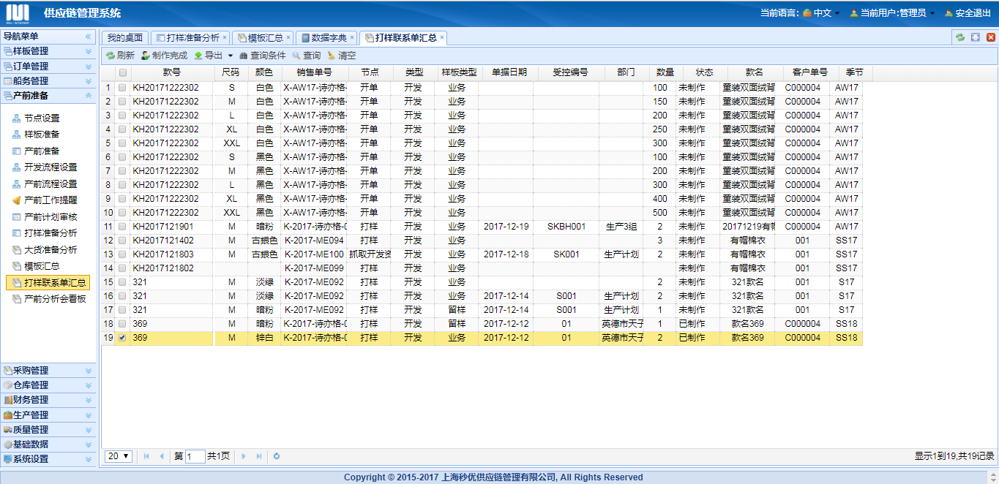 供应链管理系统
当前语言: 中文 当前用户:管理员 安全退出
导航菜单
样板管理
订单管理
船务管理
产前准备
节点设置
样板准备
产前准备
开发流程设置
产前流程设置
产前工作提醒
产前计划审核
打样准备分析
大货准备分析
模板汇总
打样联系单汇总
产前分析会看板
采购管理
仓库管理
财务管理
生产管理
质量管理
基础数据
系统设置
我的桌面 打样准备分析 模板汇总 数据字典 打样联系单汇总
刷新 制作完成 导出 查询条件 查询 清空
款号 尺码 颜色 销售单号 节点 类型 样板类型 单据日期 受控编号 部门 数量 状态 款名 客户单号 季节
1 KH20171222302 S 白色 X-AW17-诗亦格- 开单 开发 业务 100 未制作 童装双面绒背 C000004 AW17
2 KH20171222302 M 白色 X-AW17-诗亦格- 开单 开发 业务 150 未制作 童装双面绒背 C000004 AW17
3 KH20171222302 L 白色 X-AW17-诗亦格- 开单 开发 业务 200 未制作 童装双面绒背 C000004 AW17
4 KH20171222302 XL 白色 X-AW17-诗亦格- 开单 开发 业务 250 未制作 童装双面绒背 C000004 AW17
5 KH20171222302 XXL 白色 X-AW17-诗亦格- 开单 开发 业务 300 未制作 童装双面绒背 C000004 AW17
6 KH20171222302 S 黑色 X-AW17-诗亦格- 开单 开发 业务 100 未制作 童装双面绒背 C000004 AW17
7 KH20171222302 M 黑色 X-AW17-诗亦格- 开单 开发 业务 200 未制作 童装双面绒背 C000004 AW17
8 KH20171222302 L 黑色 X-AW17-诗亦格- 开单 开发 业务 300 未制作 童装双面绒背 C000004 AW17
9 KH20171222302 XL 黑色 X-AW17-诗亦格- 开单 开发 业务 400 未制作 童装双面绒背 C000004 AW17
10 KH20171222302 XXL 黑色 X-AW17-诗亦格- 开单 开发 业务 500 未制作 童装双面绒背 C000004 AW17
11 KH2017121901 M 暗粉 K-2017-诗亦格-0 打样 开发 业务 2017-12-19 SKBH001 生产3组 2 未制作 20171219有帽 C000004 AW17
12 KH2017121402 M 古銀色 K-2017-ME094 打样 开发 业务 3 未制作 有帽棉衣 001 SS17
13 KH2017121803 M 古銀色 K-2017-ME100 抓取开发资 开发 业务 2017-12-18 SK001 生产计划 2 未制作 有帽棉衣 001 SS17
14 KH2017121802 K-2017-ME099 打样 开发 业务 未制作 有帽棉衣 001 SS17
15 321 M 淡绿 K-2017-ME092 打样 开发 业务 2 未制作 321款名 001 S17
16 321 M 淡绿 K-2017-ME092 打样 开发 业务 2017-12-14 S001 生产计划 2 未制作 321款名 001 S17
17 321 M 暗粉 K-2017-ME092 打样 开发 留样 2017-12-14 S001 生产计划 1 未制作 321款名 001 S17
18 369 M 暗粉 K-2017-诗亦格-0 打样 开发 留样 2017-12-12 01 英德市天子 1 已制作 款名369 C000004 SS18
19 369 M 锌白 K-2017-诗亦格-0 打样 开发 业务 2017-12-12 01 英德市天子 2 已制作 款名369 C000004 SS18
20 第 1 共1页 显示1到19,共19记录
Copyright © 2015-2017 上海秒优供应链管理有限公司, All Rights Reserved